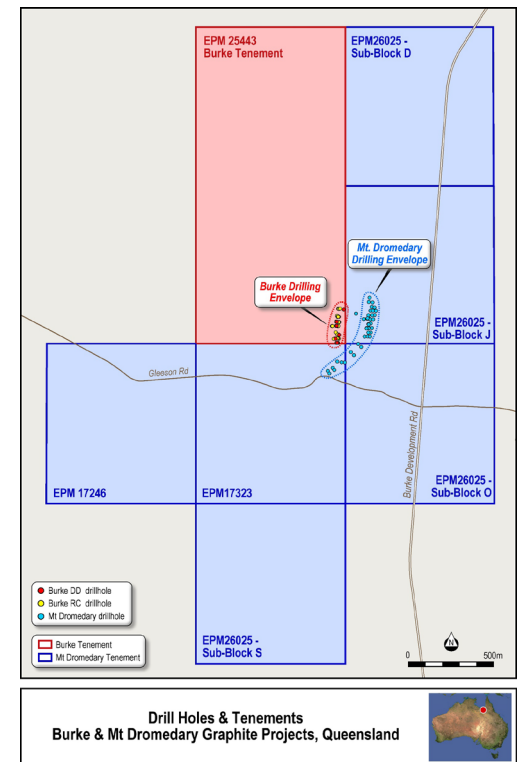 EPM 25443
Burke Tenement
EPM26025 -
Sub-Block D
Mt. Dromedary
Drilling Envelope
Burke Drilling
Envelope
EPM26025 -
Sub-Block J
Gleeson Rd
Burke Development Rd
EPM 17246
EPM17323
EPM26025 -
Sub-Block O
Burke DD drillhole
Burke RC drillhole
Mt Dromedary drillhole
Burke Tenement
Mt Dromedary Tenement
EPM26025 -
Sub-Block S
N
0 500m
Drill Holes & Tenements
Burke & Mt Dromedary Graphite Projects, Queensland